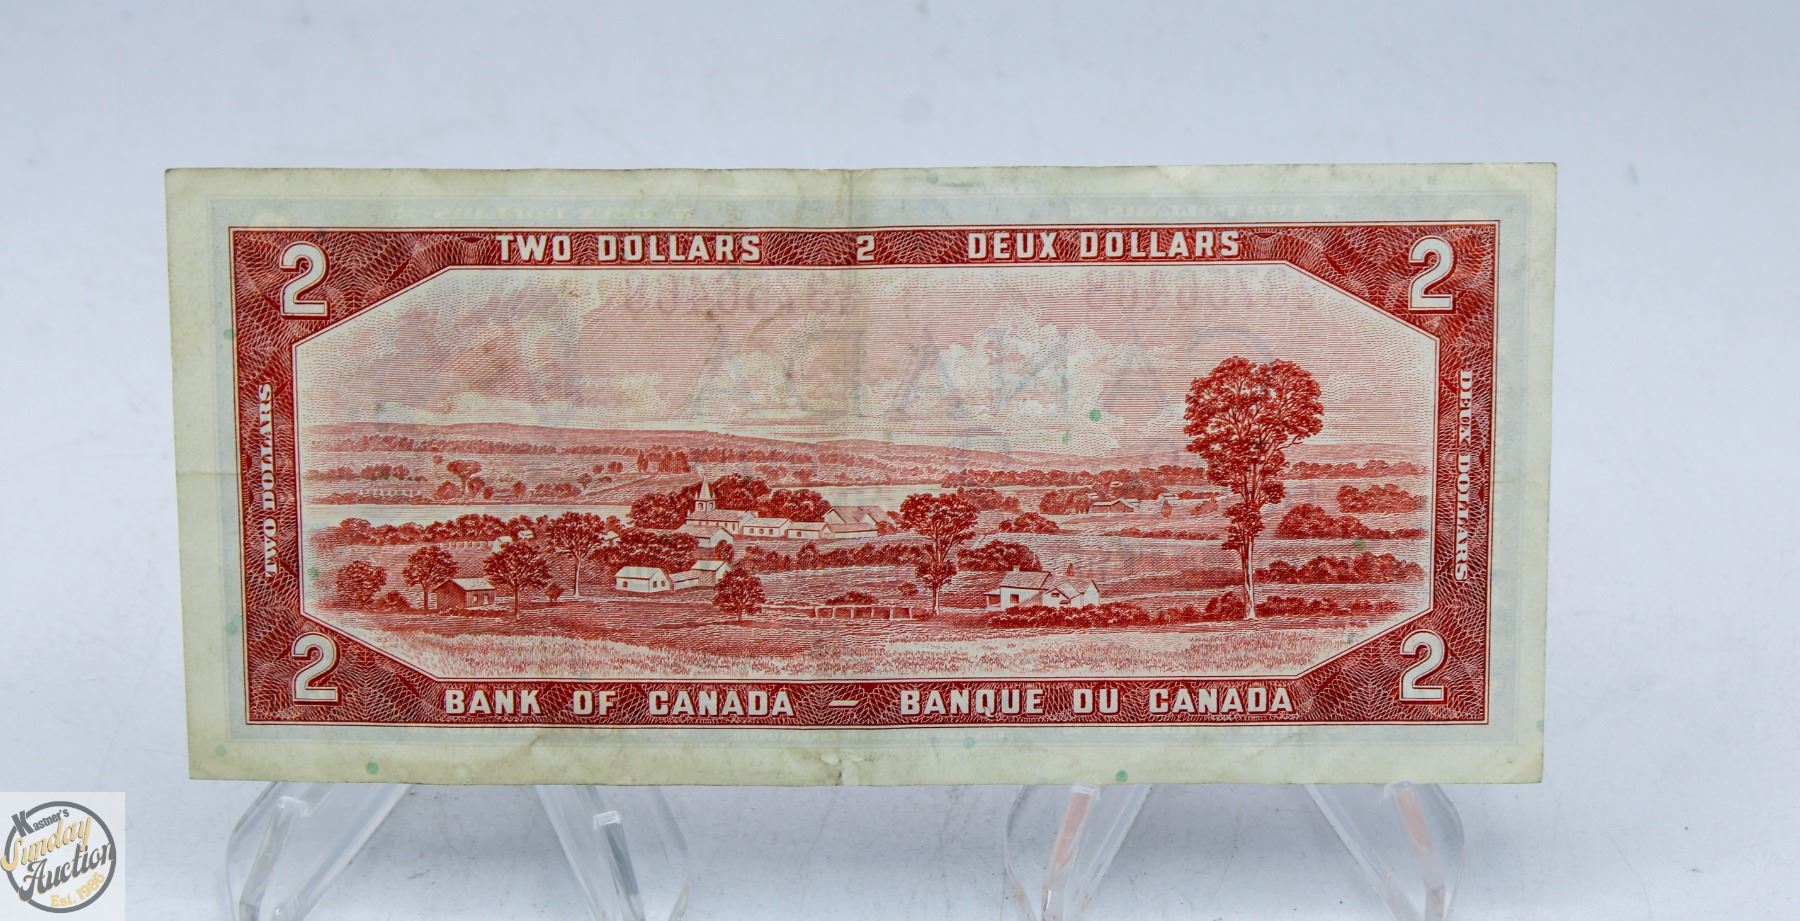 TWO DOLLARS 2 DEUX DOLLARS
2 2
TWO DOLLARS
DEUX DOLLARS
2 2
BANK OF CANADA — BANQUE DU CANADA
Kastner's
Sunday
Auction
Est. 1986